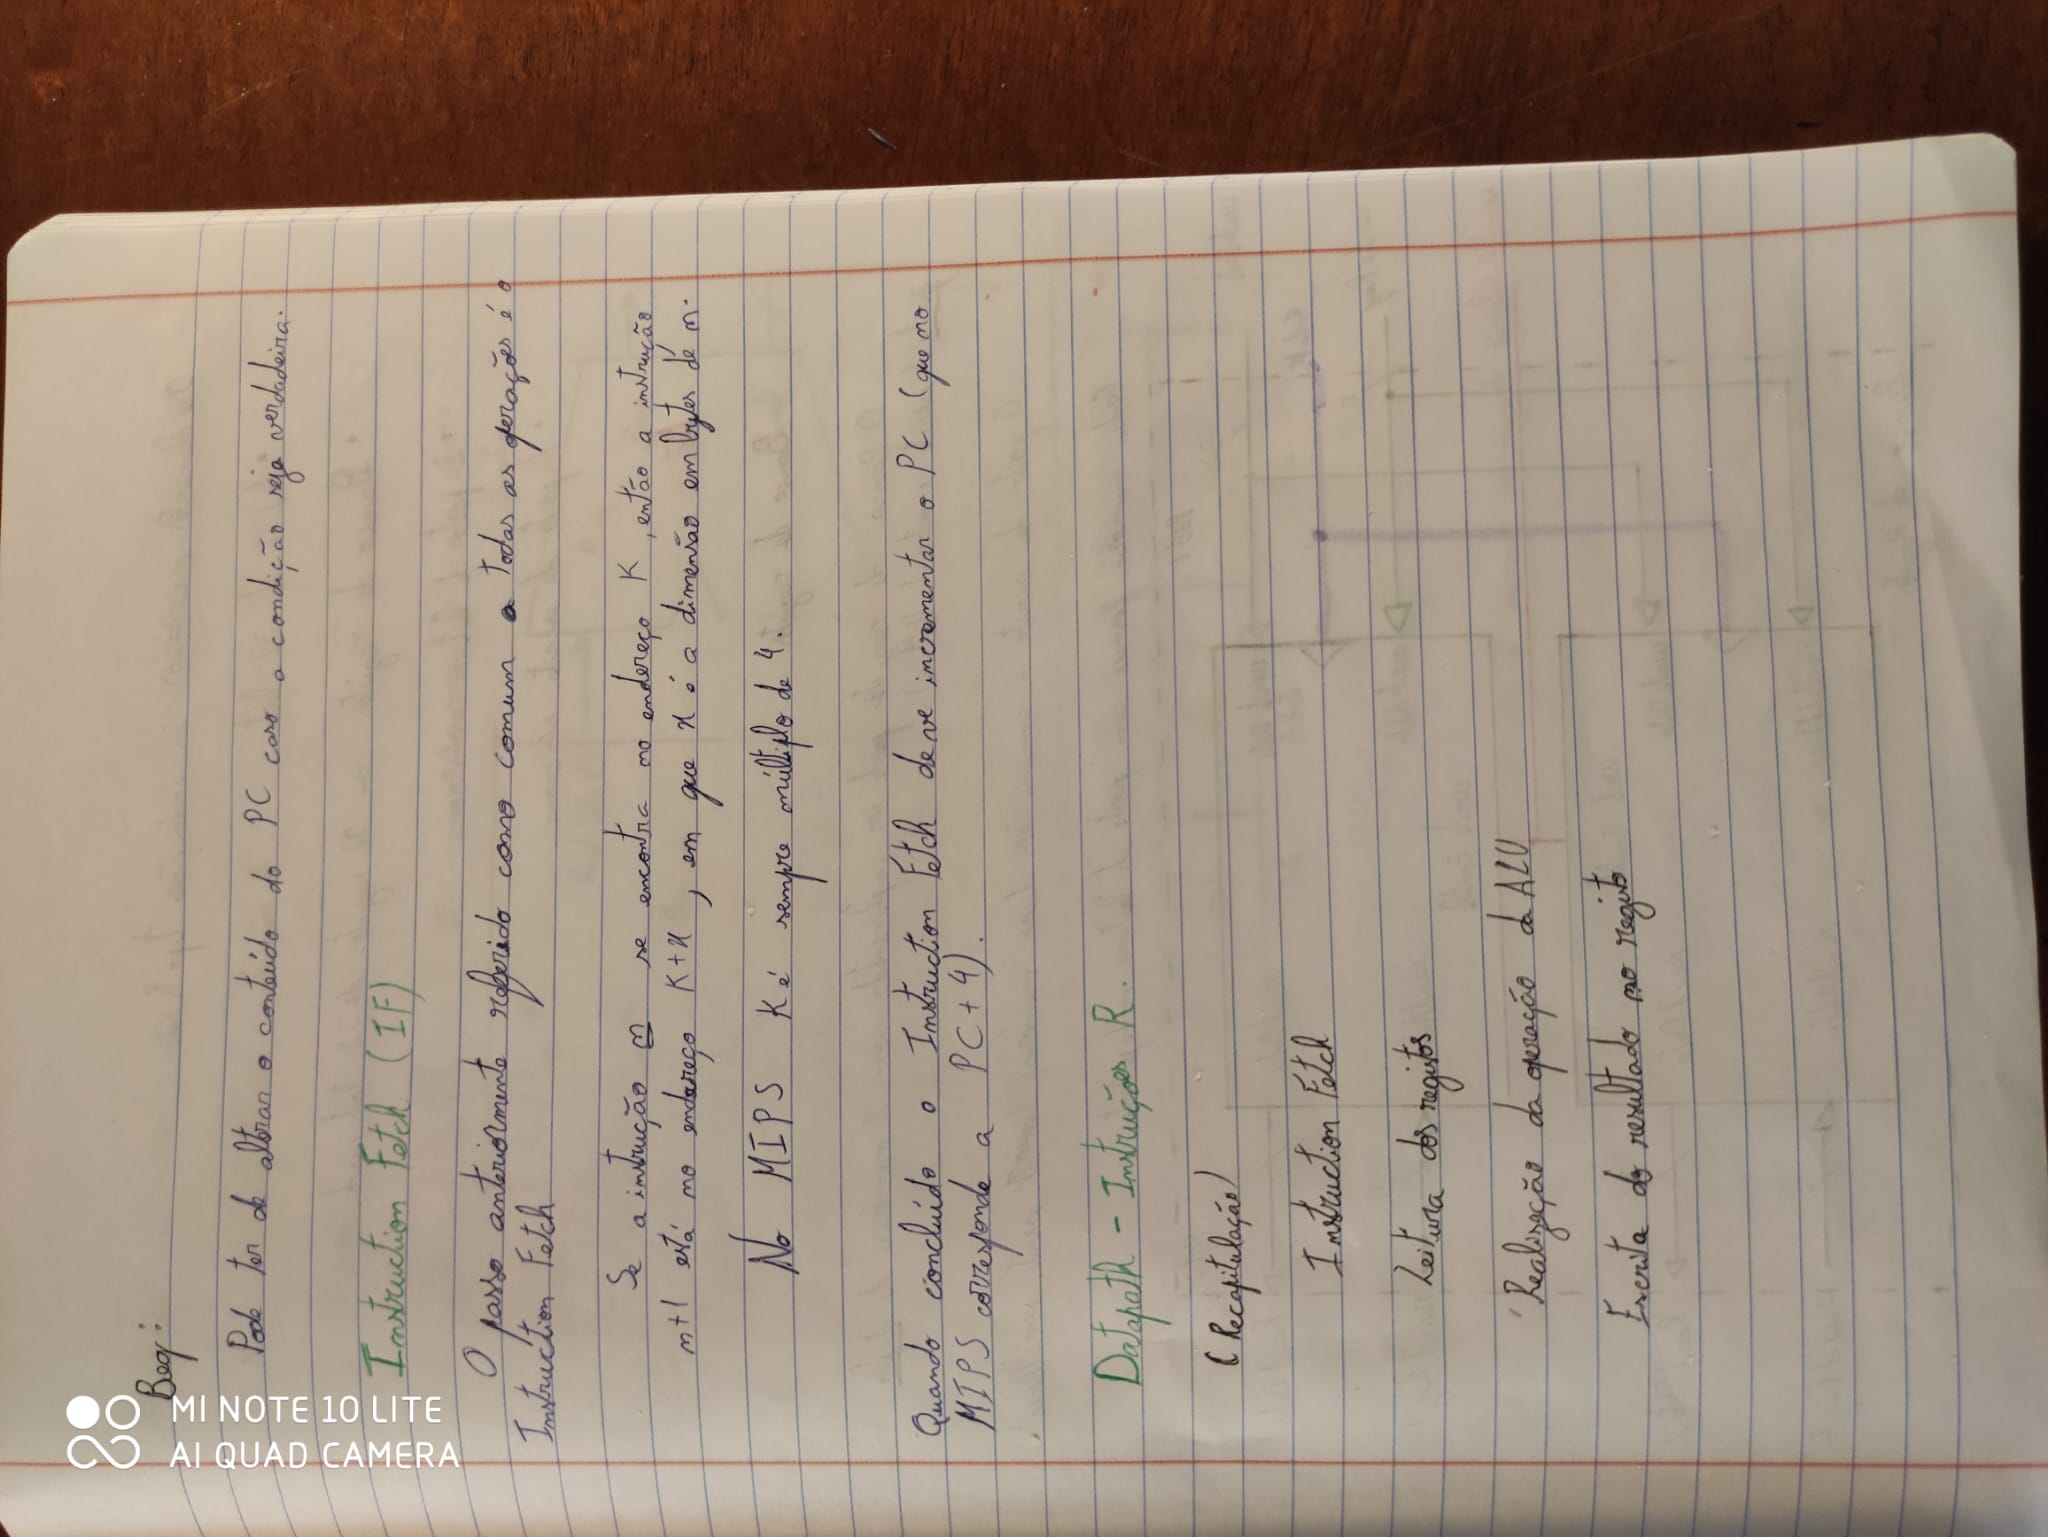 Beq:
Pode ter de alterar o conteúdo do PC caso a condição seja verdadeira.
Instruction Fetch (IF)
O passo anteriormente referido como comum a todas as operações é o
Instruction Fetch
Se a instrução n se encontra no endereço K, então a instrução
n+1 está no endereço K+x, em que x é a dimensão em bytes de n.
No MIPS K é sempre múltiplo de 4.
Quando concluído o Instruction Fetch deve incrementar o PC (que no
MIPS corresponde a PC+4).
Datapath - Instruções R.
(Recapitulação)
Instruction Fetch
Leitura dos registos
Realização da operação da ALU
Escrita do resultado no registo
MI NOTE 10 LITE
AI QUAD CAMERA